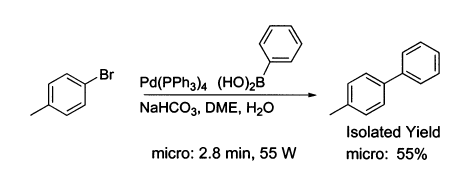 Br
Pd(PPh3)4 (HO)2B
NaHCO3, DME, H2O
Isolated Yield
micro: 2.8 min, 55 W
micro: 55%